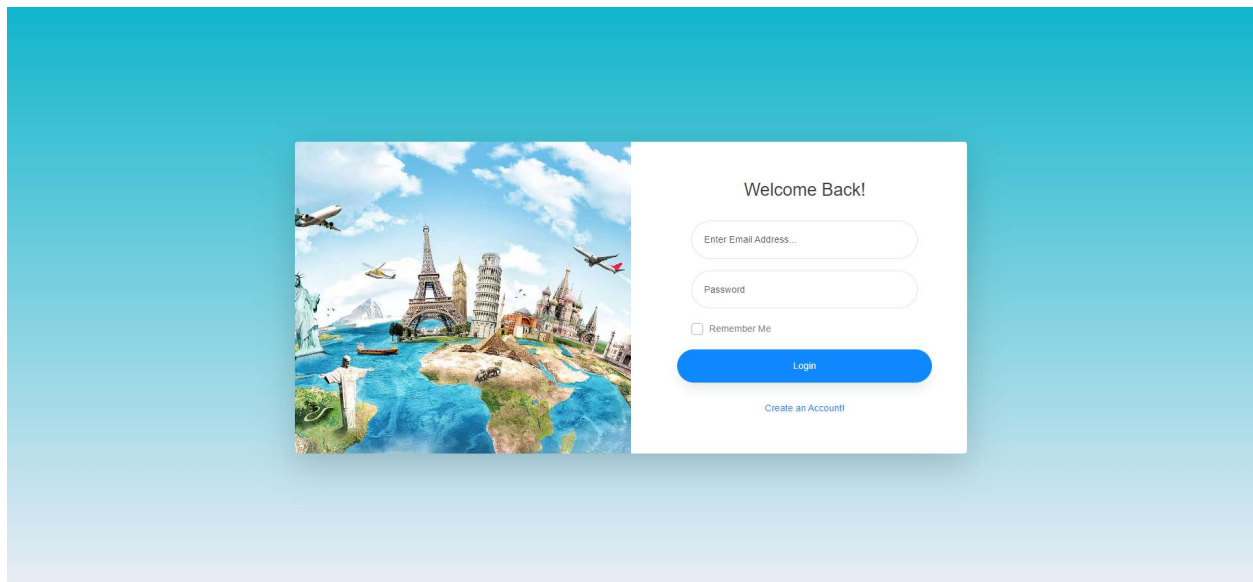 Welcome Back!
Enter Email Address...
Password
Remember Me
Login
Create an Account!